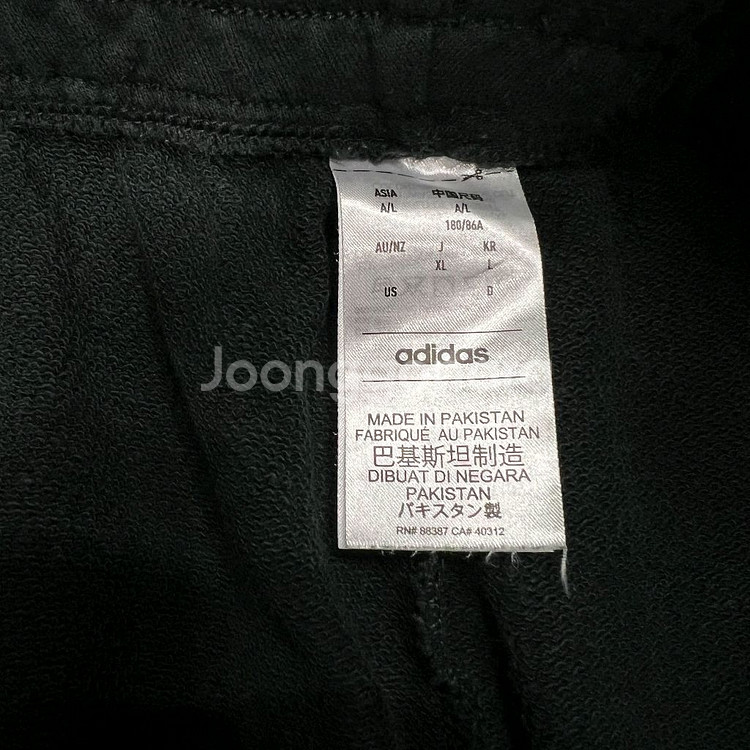 ASIA 中国尺码
A/L A/L
180/86A
AU/NZ J KR
XL L
US D
adidas
Joong
MADE IN PAKISTAN
FABRIQUÉ AU PAKISTAN
巴基斯坦制造
DIBUAT DI NEGARA
PAKISTAN
パキスタン製
RN# 88387 CA# 40312